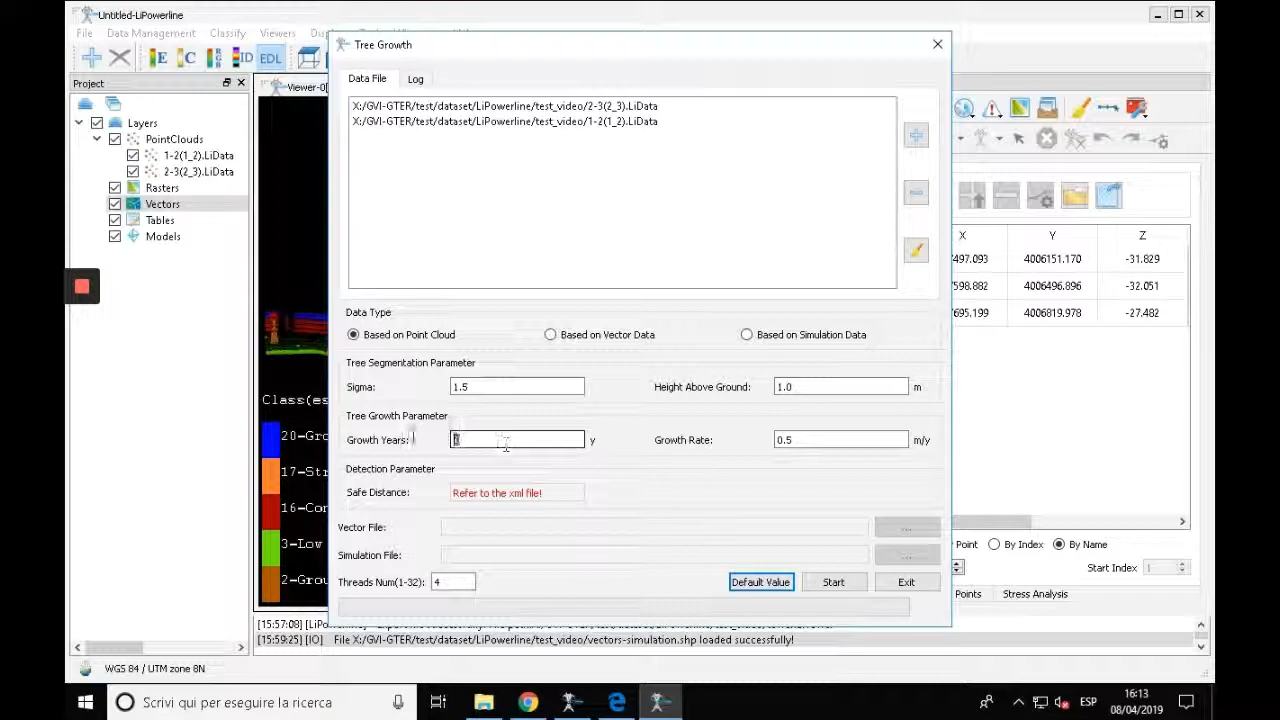 Untitled-LiPowerline
File Data Management Classify Viewers
Tree Growth
E C ID EDL
Project
Data File Log
Viewer-0
X:/GVI-GTER/test/dataset/LiPowerline/test_video/2-3(2_3).LiData
X:/GVI-GTER/test/dataset/LiPowerline/test_video/1-2(1_2).LiData
Layers
PointClouds
1-2(1_2).LiData
2-3(2_3).LiData
Rasters
Vectors
Tables
Models
X Y Z
497.093 4006151.170 -31.829
598.882 4006496.896 -32.051
695.199 4006819.978 -27.482
Data Type
Based on Point Cloud Based on Vector Data Based on Simulation Data
Tree Segmentation Parameter
Sigma: 1.5 Height Above Ground: 1.0 m
Class(es
Tree Growth Parameter
20-Gro
Growth Years: y Growth Rate: 0.5 m/y
Detection Parameter
17-Str
Safe Distance: Refer to the xml file!
16-Con
Vector File: ...
3-Low
Point By Index By Name
Simulation File: ...
Start Index 1
2-Grou
Threads Num(1-32): 4 Default Value Start Exit
Points Stress Analysis
[15:57:08]
[15:59:25] [IO] File X:/GVI-GTER/test/dataset/LiPowerline/test_video/vectors-simulation.shp loaded successfully!
WGS 84 / UTM zone 8N
Scrivi qui per eseguire la ricerca
ESP
16:13
08/04/2019